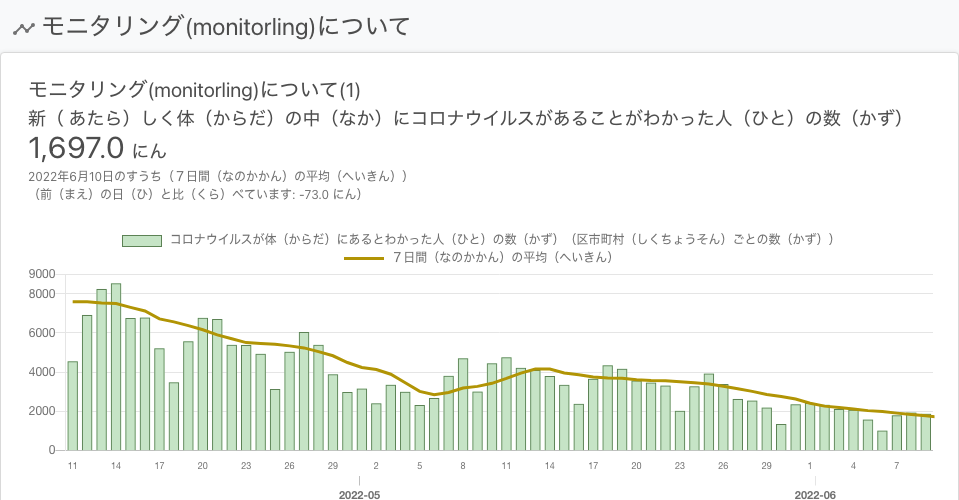 モニタリング(monitorling)について
モニタリング(monitorling)について(1)
新（ あたら）しく体（からだ）の中（なか）にコロナウイルスがあることがわかった人（ひと）の数（かず）
1,697.0 にん
2022年6月10日のすうち（７日間（なのかかん）の平均（へいきん））
（前（まえ）の日（ひ）と比（くら）べています: -73.0 にん）
コロナウイルスが体（からだ）にあるとわかった人（ひと）の数（かず）（区市町村（しくちょうそん）ごとの数（かず））
７日間（なのかかん）の平均（へいきん）
9000
8000
6000
4000
2000
0
11 14 17 20 23 26 29 2 5 8 11 14 17 20 23 26 29 1 4 7
2022-05 2022-06